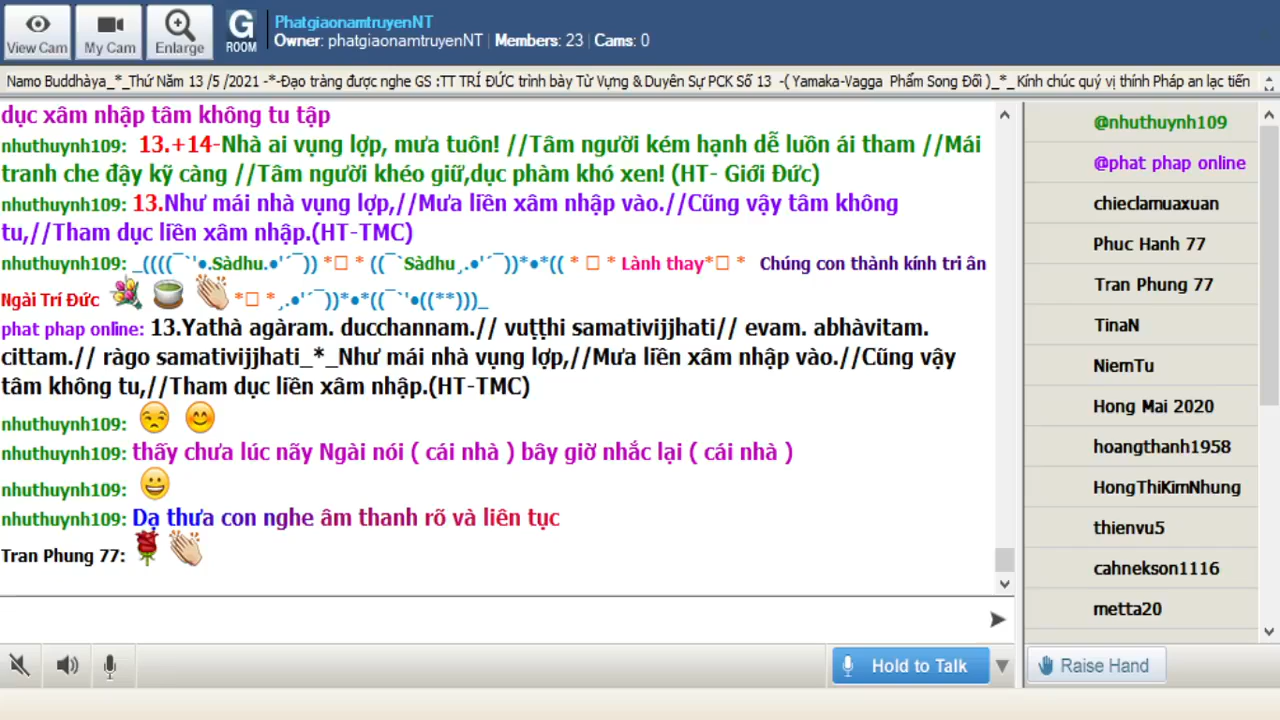 View Cam
My Cam
Enlarge
G ROOM
PhatgiaonamtruyenNT
Owner: phatgiaonamtruyenNT | Members: 23 | Cams: 0
Namo Buddhàya_*_Thứ Năm 13 /5 /2021 -*-Đạo tràng được nghe GS :TT TRÍ ĐỨC trình bày Từ Vựng & Duyên Sự PCK Số 13 -( Yamaka-Vagga Phẩm Song Đối )_*_ Kính chúc quý vị thính Pháp an lạc tiến
dục xâm nhập tâm không tu tập
nhuthuynh109: 13.+14-Nhà ai vụng lợp, mưa tuôn! //Tâm người kém hạnh dễ luồn ái tham //Mái
tranh che đậy kỹ càng //Tâm người khéo giữ,dục phàm khó xen! (HT- Giới Đức)
nhuthuynh109: 13.Như mái nhà vụng lợp,//Mưa liền xâm nhập vào.//Cũng vậy tâm không
tu,//Tham dục liền xâm nhập.(HT-TMC)
nhuthuynh109: _((((¯`'•.Sàdhu.•'´¯)) *□ * ((¯`Sàdhu¸.•'´¯))*•*(( * □ * Lành thay*□ * Chúng con thành kính tri ân
Ngài Trí Đức *□ *¸.•'´¯))*•*((¯`'•((**)))_
phat phap online: 13.Yathà agàram. ducchannam.// vuṭṭhi samativijjhati// evam. abhàvitam.
cittam.// ràgo samativijjhati_*_Như mái nhà vụng lợp,//Mưa liền xâm nhập vào.//Cũng vậy
tâm không tu,//Tham dục liền xâm nhập.(HT-TMC)
nhuthuynh109:
nhuthuynh109: thấy chưa lúc nãy Ngài nói ( cái nhà ) bây giờ nhắc lại ( cái nhà )
nhuthuynh109:
nhuthuynh109: Dạ thưa con nghe âm thanh rõ và liên tục
Tran Phung 77:
@nhuthuynh109
@phat phap online
chieclamuaxuan
Phuc Hanh 77
Tran Phung 77
TinaN
NiemTu
Hong Mai 2020
hoangthanh1958
HongThiKimNhung
thienvu5
cahnekson1116
metta20
Hold to Talk
Raise Hand